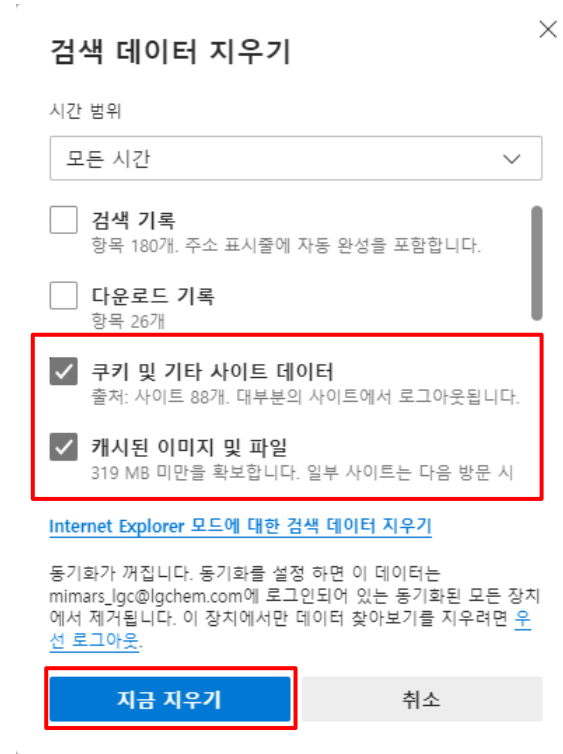 검색 데이터 지우기
시간 범위
모든 시간
검색 기록
항목 180개. 주소 표시줄에 자동 완성을 포함합니다.
다운로드 기록
항목 26개
쿠키 및 기타 사이트 데이터
출처: 사이트 88개. 대부분의 사이트에서 로그아웃됩니다.
캐시된 이미지 및 파일
319 MB 미만을 확보합니다. 일부 사이트는 다음 방문 시
Internet Explorer 모드에 대한 검색 데이터 지우기
동기화가 꺼집니다. 동기화를 설정 하면 이 데이터는
mimars_lgc@lgchem.com에 로그인되어 있는 동기화된 모든 장치
에서 제거됩니다. 이 장치에서만 데이터 찾아보기를 지우려면 우
선 로그아웃.
지금 지우기
취소